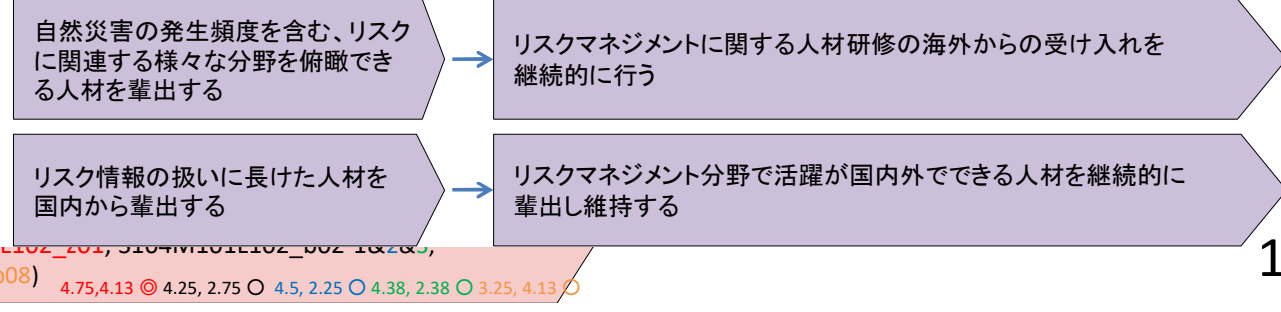 自然災害の発生頻度を含む、リスク
に関連する様々な分野を俯瞰でき
る人材を輩出する
リスクマネジメントに関する人材研修の海外からの受け入れを
継続的に行う
リスク情報の扱いに長けた人材を
国内から輩出する
リスクマネジメント分野で活躍が国内外でできる人材を継続的に
輩出し維持する
1
08) 4.75,4.13 ◎ 4.25, 2.75 ○ 4.5, 2.25 ○ 4.38, 2.38 ○ 3.25, 4.13 ○